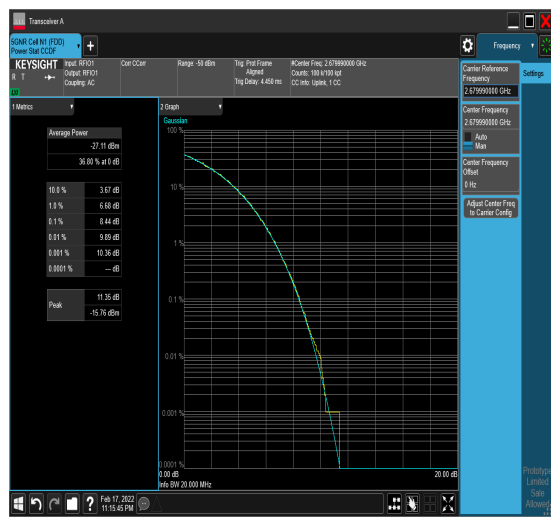 Transceiver A
5GNR Cell N1 (FDD)
Power Stat CCDF
Frequency
KEYSIGHT
R T
Input: RFIO1
Output: RFIO1
Coupling: AC
Corr CCorr
Range: -50 dBm
Trig: Prdt Frame
Aligned
Trig Delay: 4.450 ms
#Center Freq: 2.679990000 GHz
Counts: 100 k/100 kpt
CC Info: Uplink, 1 CC
Carrier Reference
Frequency
2.679990000 GHz
Settings
Center Frequency
2.679990000 GHz
Auto
Man
Center Frequency
Offset
0 Hz
Adjust Center Freq
to Carrier Config
1 Metrics
Average Power
-27.11 dBm
36.80 % at 0 dB
10.0 % 3.67 dB
1.0 % 6.68 dB
0.1 % 8.44 dB
0.01 % 9.89 dB
0.001 % 10.36 dB
0.0001 % --- dB
Peak 11.35 dB
-15.76 dBm
2 Graph
Gaussian
100 %
10 %
1 %
0.1 %
0.01 %
0.001 %
0.0001 %
0.00 dB 20.00 dB
Info BW 20.000 MHz
Feb 17, 2022
11:15:45 PM
Prototype
Limited
Sale
Allowed